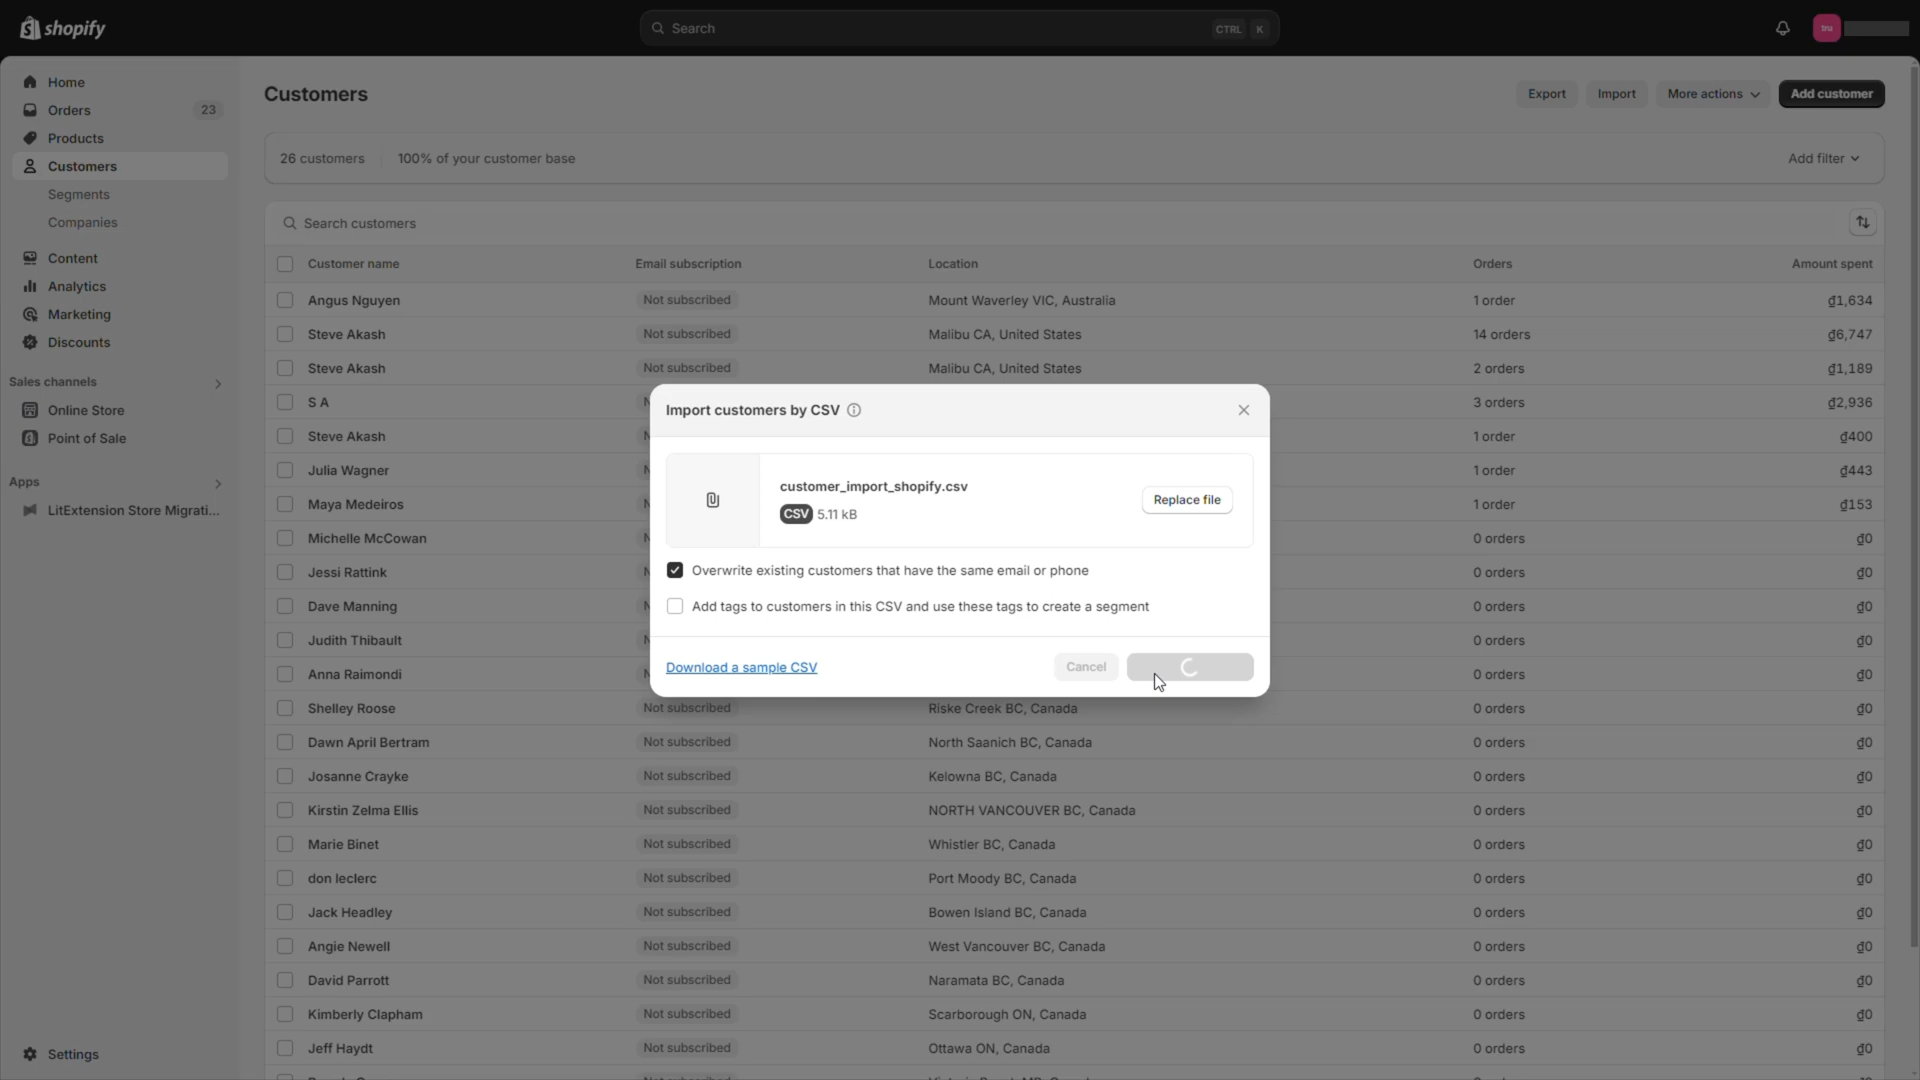 shopify
Search CTRL K
tru
Home
Orders 23
Products
Customers
Segments
Companies
Content
Analytics
Marketing
Discounts
Sales channels
Online Store
Point of Sale
Apps
LitExtension Store Migrati...
Settings
Customers
Export Import More actions Add customer
26 customers 100% of your customer base Add filter
Search customers
Customer name Email subscription Location Orders Amount spent
Angus Nguyen Not subscribed Mount Waverley VIC, Australia 1 order ₫1,634
Steve Akash Not subscribed Malibu CA, United States 14 orders ₫6,747
Steve Akash Not subscribed Malibu CA, United States 2 orders ₫1,189
S A 3 orders ₫2,936
Steve Akash 1 order ₫400
Julia Wagner 1 order ₫443
Maya Medeiros 1 order ₫153
Michelle McCowan 0 orders ₫0
Jessi Rattink 0 orders ₫0
Dave Manning 0 orders ₫0
Judith Thibault 0 orders ₫0
Anna Raimondi 0 orders ₫0
Shelley Roose Not subscribed Riske Creek BC, Canada 0 orders ₫0
Dawn April Bertram Not subscribed North Saanich BC, Canada 0 orders ₫0
Josanne Crayke Not subscribed Kelowna BC, Canada 0 orders ₫0
Kirstin Zelma Ellis Not subscribed NORTH VANCOUVER BC, Canada 0 orders ₫0
Marie Binet Not subscribed Whistler BC, Canada 0 orders ₫0
don leclerc Not subscribed Port Moody BC, Canada 0 orders ₫0
Jack Headley Not subscribed Bowen Island BC, Canada 0 orders ₫0
Angie Newell Not subscribed West Vancouver BC, Canada 0 orders ₫0
David Parrott Not subscribed Naramata BC, Canada 0 orders ₫0
Kimberly Clapham Not subscribed Scarborough ON, Canada 0 orders ₫0
Jeff Haydt Not subscribed Ottawa ON, Canada 0 orders ₫0
Import customers by CSV
customer_import_shopify.csv
CSV 5.11 kB
Replace file
Overwrite existing customers that have the same email or phone
Add tags to customers in this CSV and use these tags to create a segment
Download a sample CSV Cancel